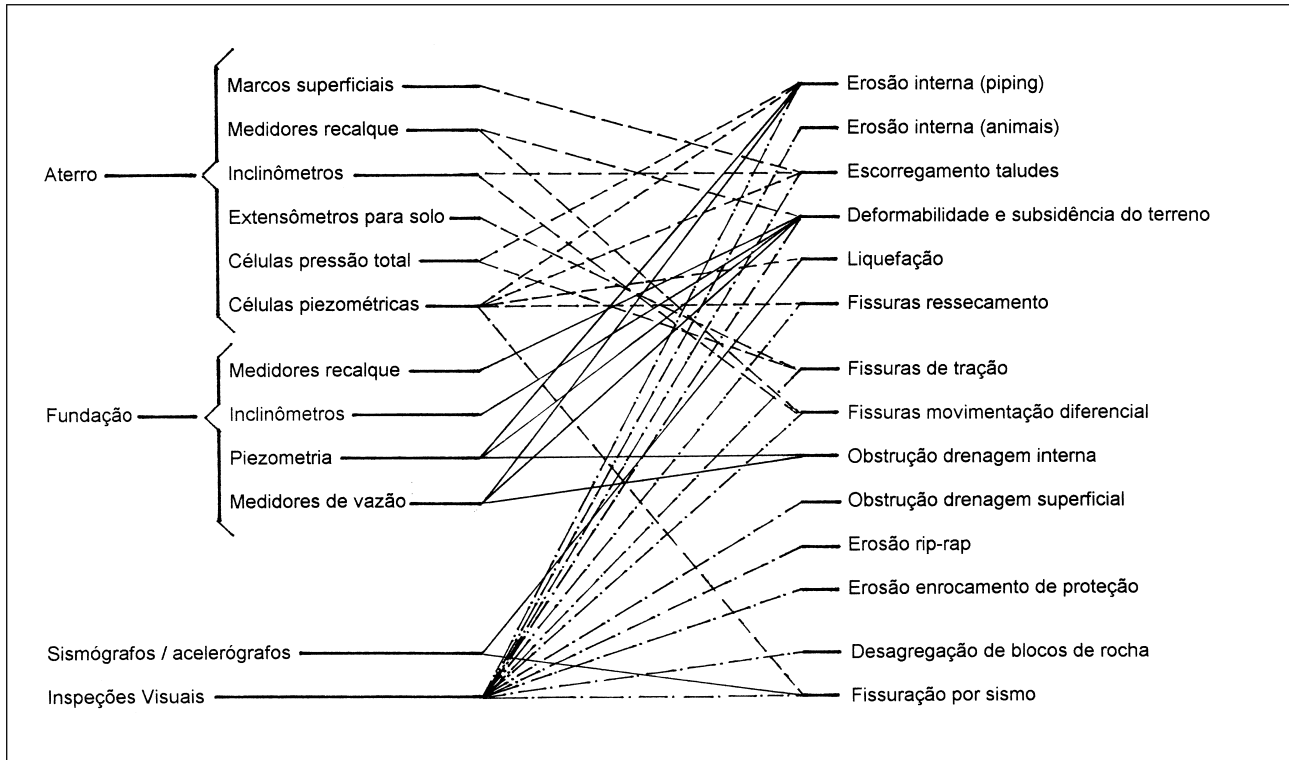 Aterro
Marcos superficiais
Medidores recalque
Inclinômetros
Extensômetros para solo
Células pressão total
Células piezométricas
Fundação
Medidores recalque
Inclinômetros
Piezometria
Medidores de vazão
Sismógrafos / acelerógrafos
Inspeções Visuais
Erosão interna (piping)
Erosão interna (animais)
Escorregamento taludes
Deformabilidade e subsidência do terreno
Liquefação
Fissuras ressecamento
Fissuras de tração
Fissuras movimentação diferencial
Obstrução drenagem interna
Obstrução drenagem superficial
Erosão rip-rap
Erosão enrocamento de proteção
Desagregação de blocos de rocha
Fissuração por sismo